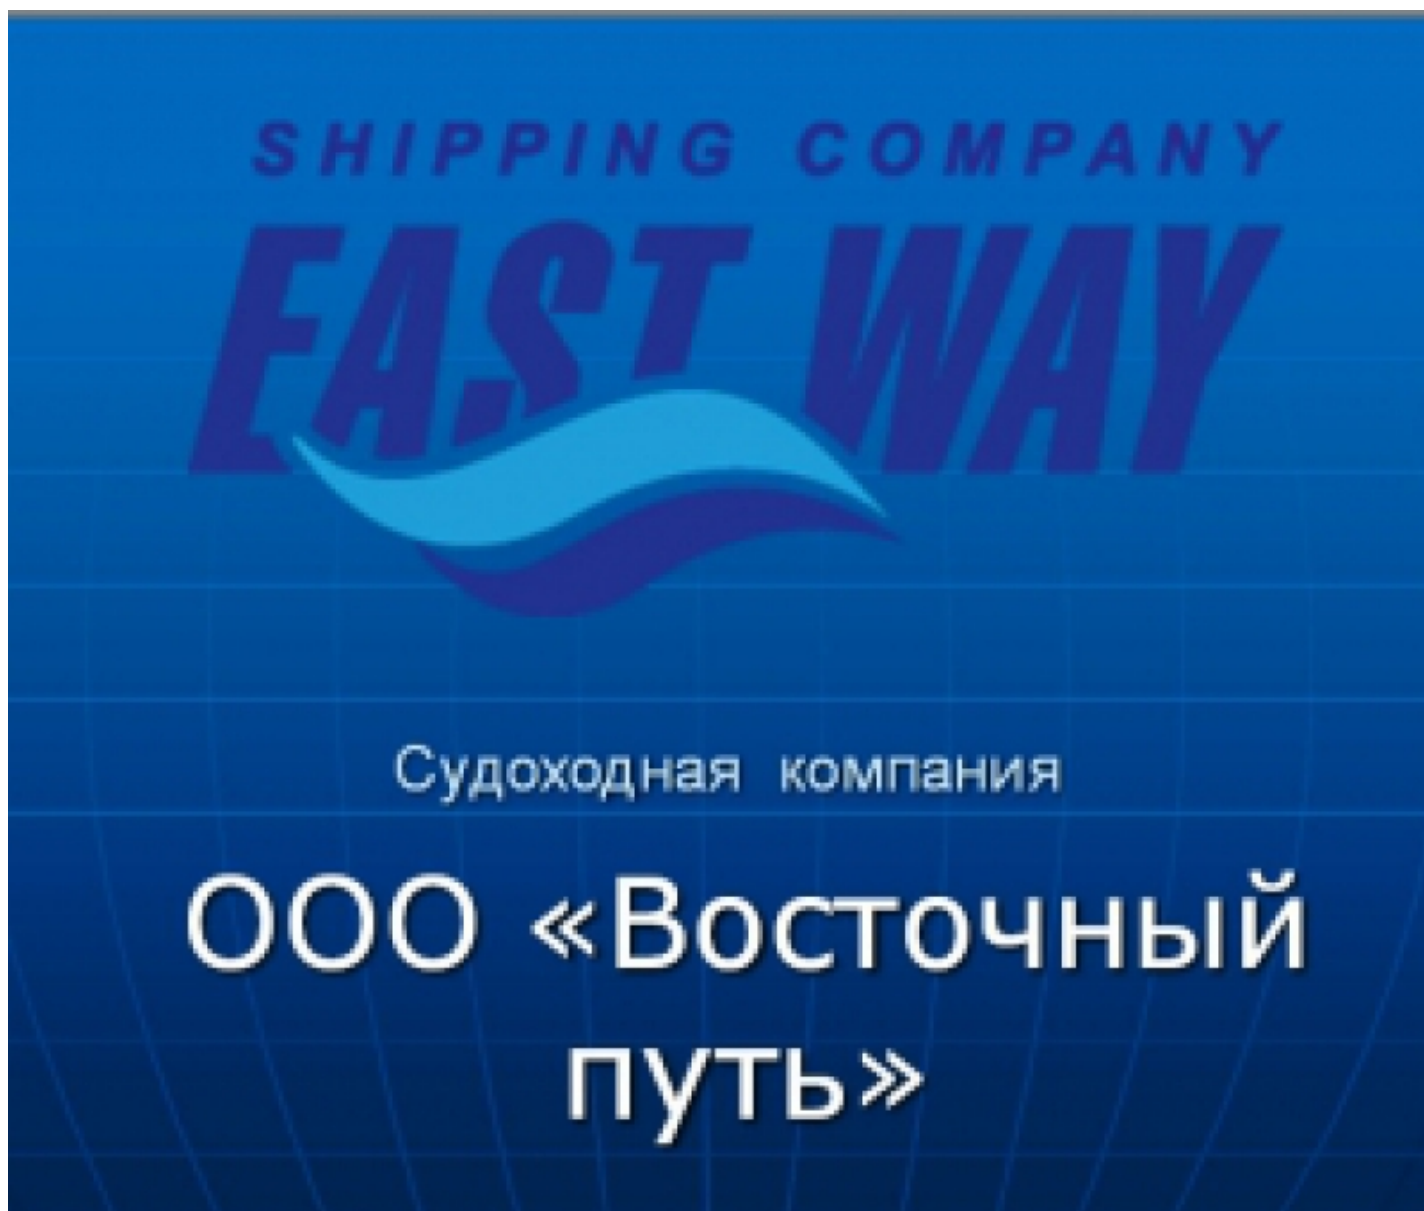 SHIPPING COMPANY
EAST WAY
Судоходная компания
ООО «Восточный
путь»